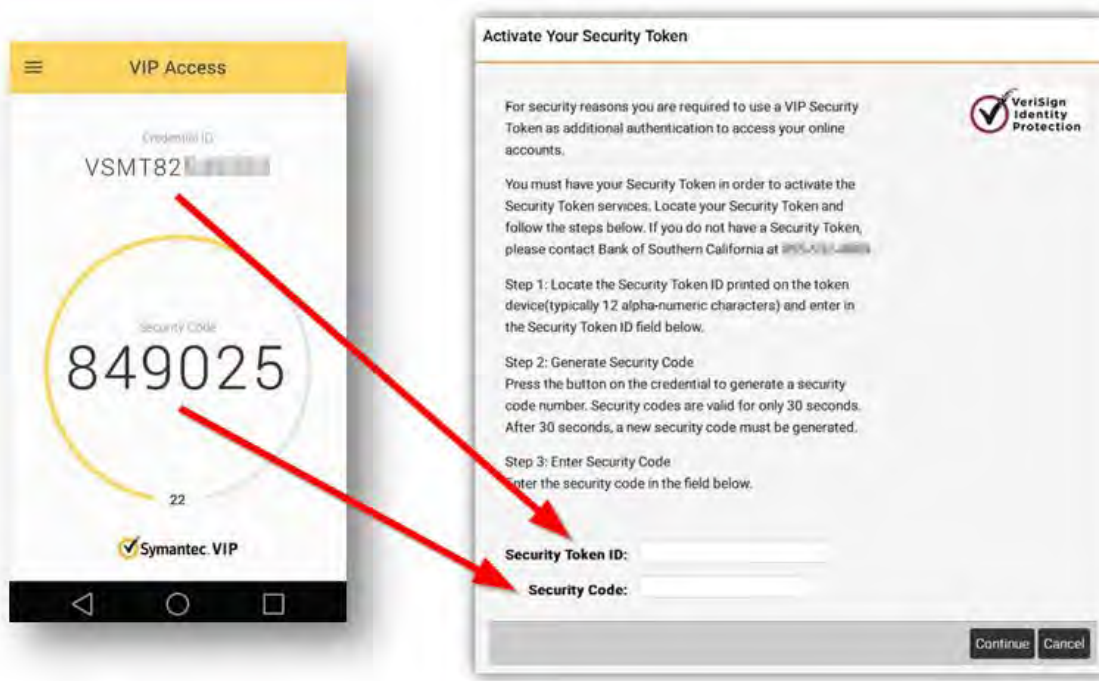 VIP Access
Credential ID
VSMT82
Security Code
849025
22
Symantec. VIP
Activate Your Security Token
VeriSign
Identity
Protection
For security reasons you are required to use a VIP Security
Token as additional authentication to access your online
accounts.
You must have your Security Token in order to activate the
Security Token services. Locate your Security Token and
follow the steps below. If you do not have a Security Token,
please contact Bank of Southern California at
Step 1: Locate the Security Token ID printed on the token
device(typically 12 alpha-numeric characters) and enter in
the Security Token ID field below.
Step 2: Generate Security Code
Press the button on the credential to generate a security
code number. Security codes are valid for only 30 seconds.
After 30 seconds, a new security code must be generated.
Step 3: Enter Security Code
Enter the security code in the field below.
Security Token ID:
Security Code:
Continue Cancel